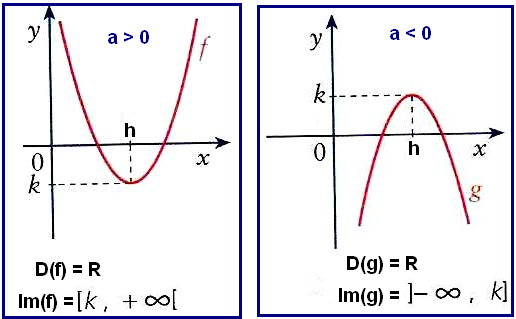 y
a > 0
f
h
0
x
k
D(f) = R
Im(f) = [k , + ∞[
y
a < 0
k
0
h
x
g
D(g) = R
Im(g) = ]− ∞ , k]